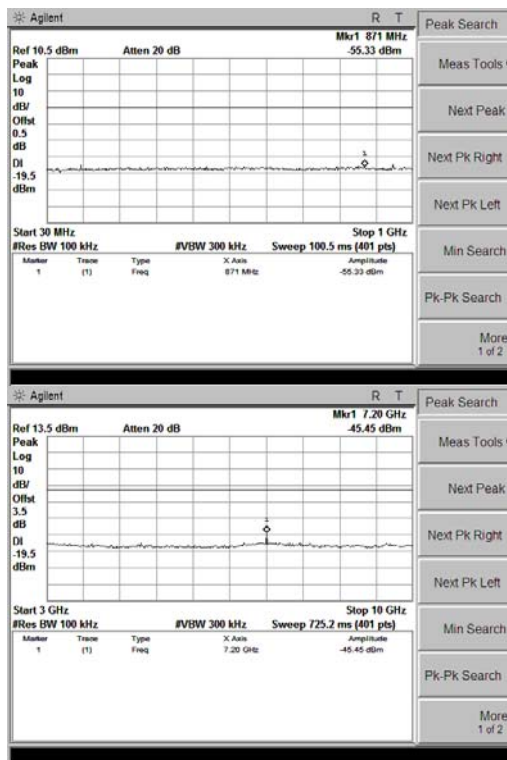 Agilent R T
Mkr1 871 MHz
Ref 10.5 dBm Atten 20 dB -55.33 dBm
Peak
Log
10
dB/
Offst
0.5
dB
DI
-19.5
dBm
1
Start 30 MHz Stop 1 GHz
#Res BW 100 kHz #VBW 300 kHz Sweep 100.5 ms (401 pts)
Marker Trace Type X Axis Amplitude
1 (1) Freq 871 MHz -55.33 dBm
Peak Search
Meas Tools
Next Peak
Next Pk Right
Next Pk Left
Min Search
Pk-Pk Search
More
1 of 2
Agilent R T
Mkr1 7.20 GHz
Ref 13.5 dBm Atten 20 dB -45.45 dBm
Peak
Log
10
dB/
Offst
3.5
dB
DI
-19.5
dBm
1
Start 3 GHz Stop 10 GHz
#Res BW 100 kHz #VBW 300 kHz Sweep 725.2 ms (401 pts)
Marker Trace Type X Axis Amplitude
1 (1) Freq 7.20 GHz -45.45 dBm
Peak Search
Meas Tools
Next Peak
Next Pk Right
Next Pk Left
Min Search
Pk-Pk Search
More
1 of 2